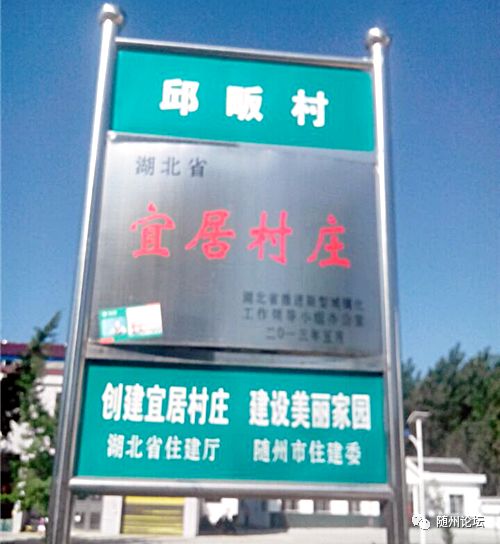 邱畈村
湖北省
宜居村庄
湖北省推进新型城镇化
工作领导小组办公室
二〇一三年五月
创建宜居村庄 建设美丽家园
湖北省住建厅 随州市住建委
随州论坛